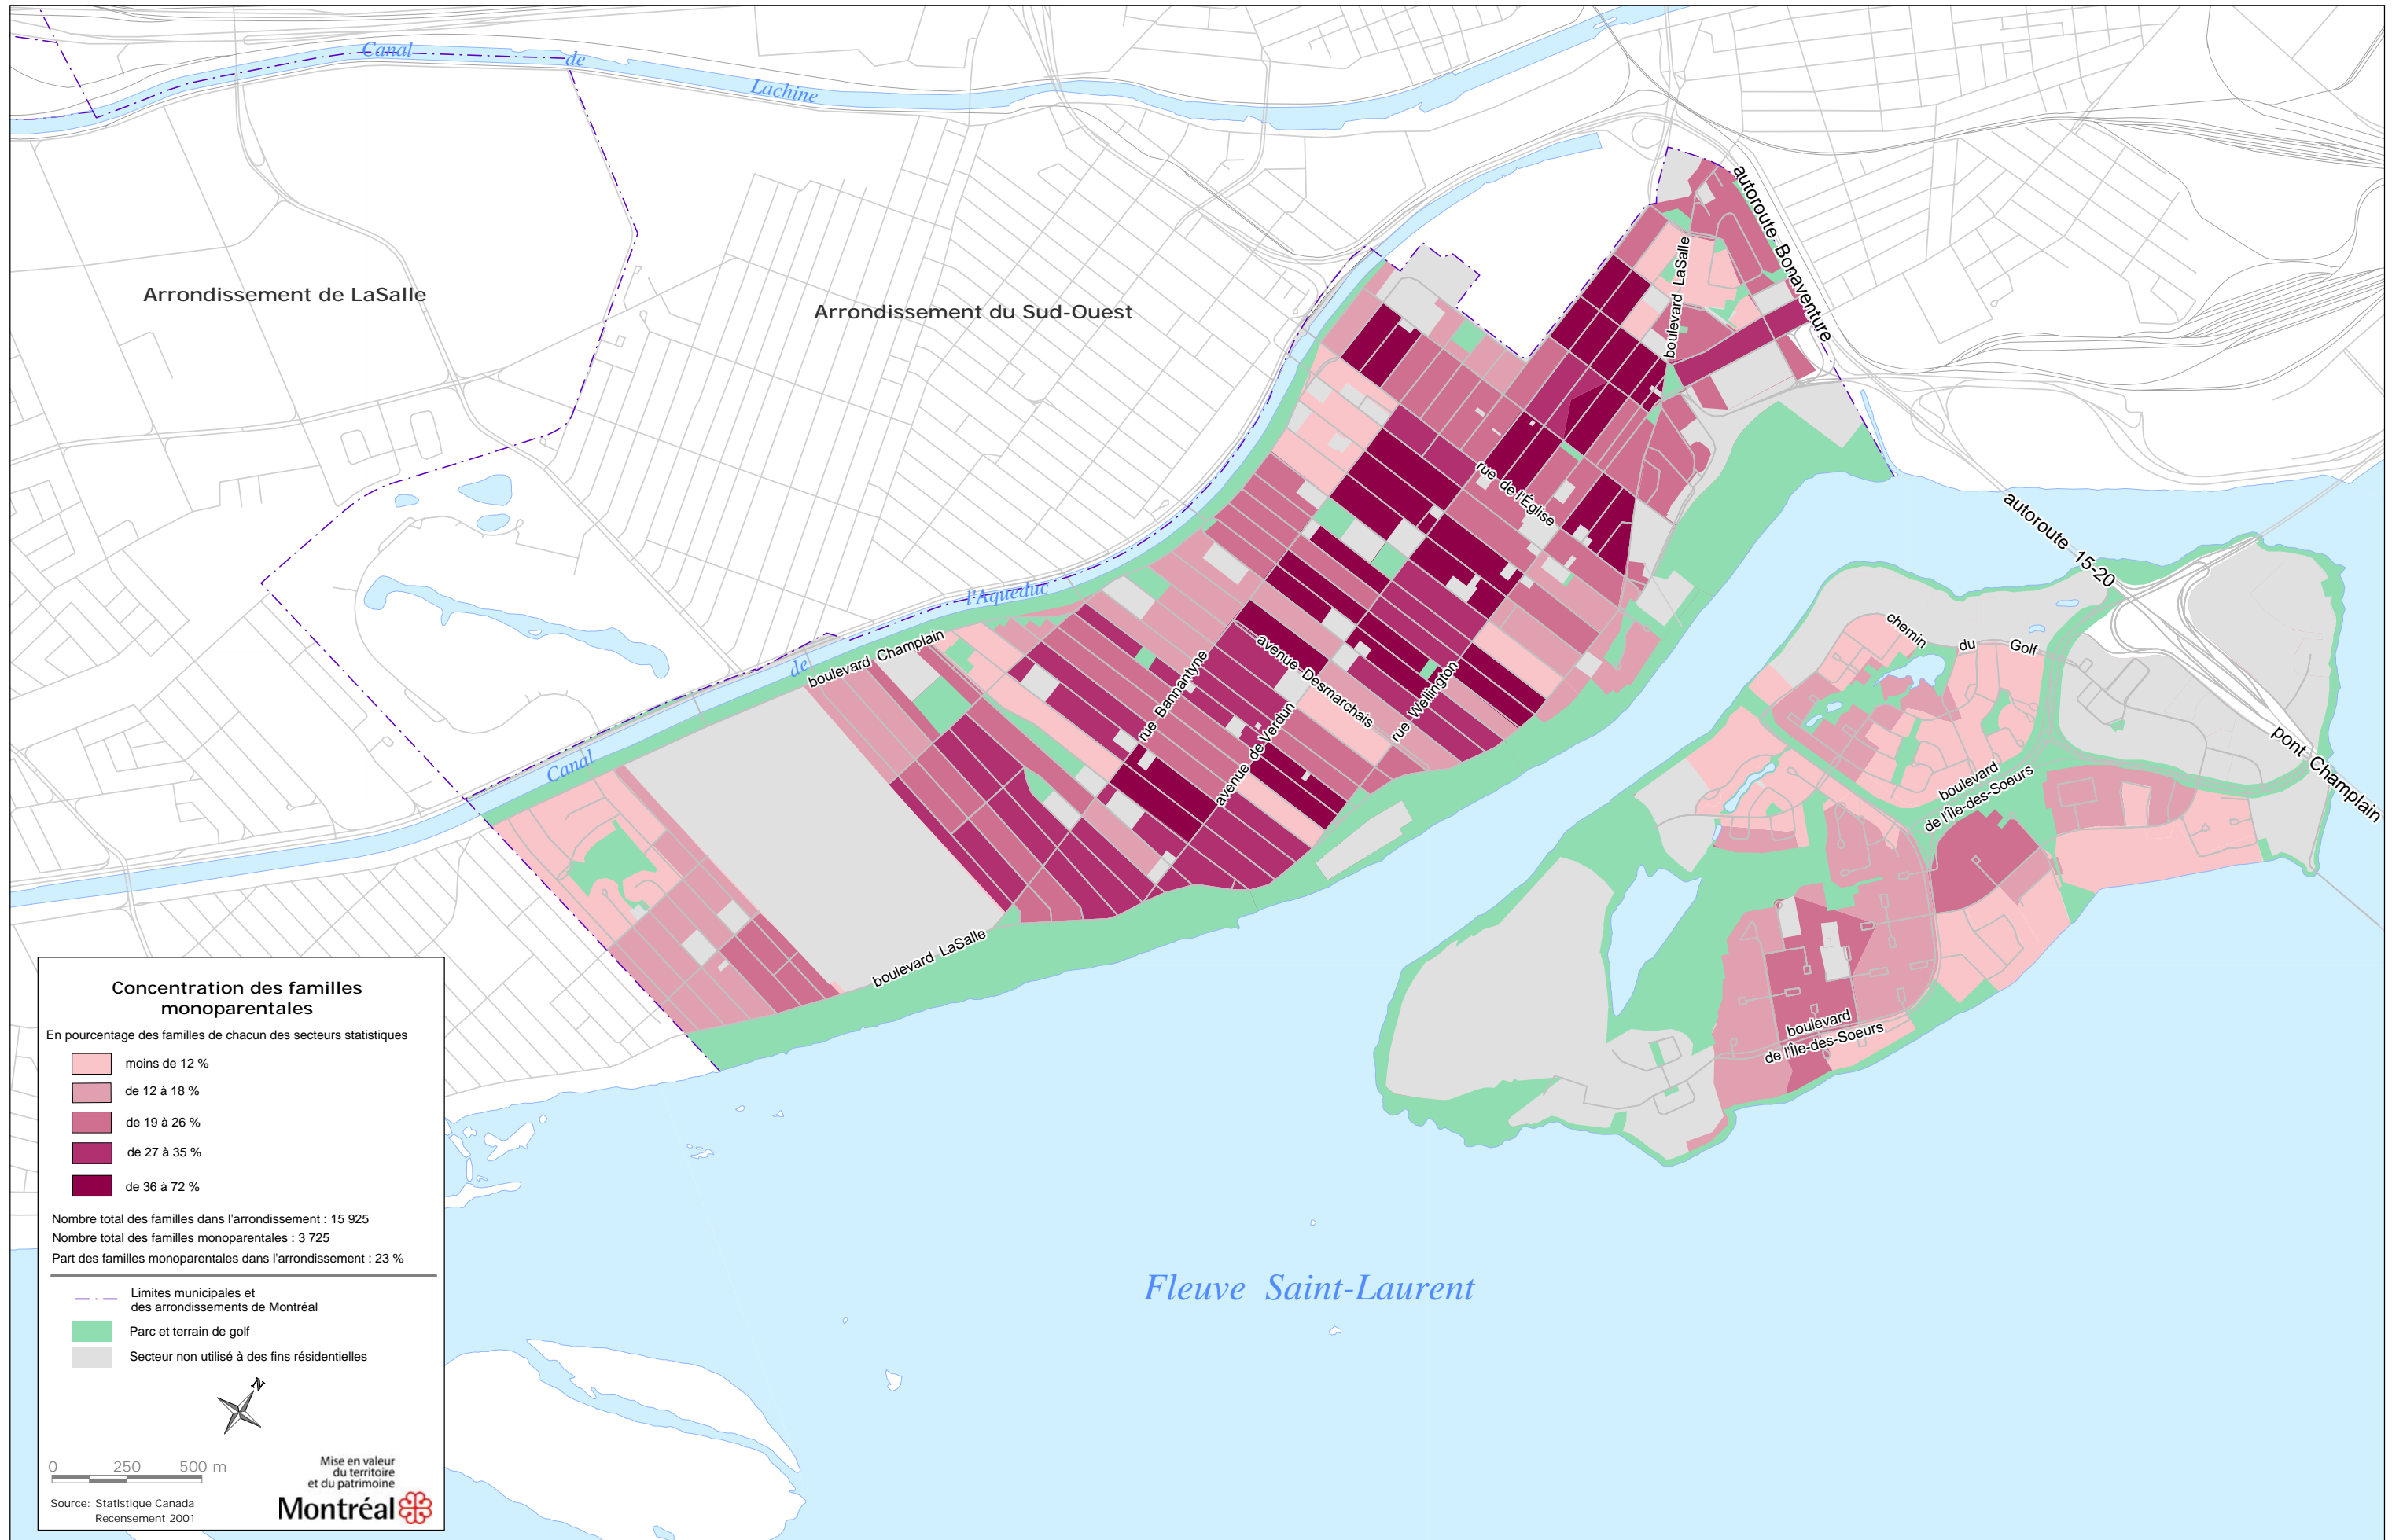 Canal
de
Lachine
Arrondissement de LaSalle
Arrondissement du Sud-Ouest
autoroute Bonaventure
boulevard LaSalle
rue de l'Église
autoroute 15-20
l'Aqueduc
de
Canal
boulevard Champlain
rue Bannantyne
avenue Desmarchais
avenue de Verdun
rue Wellington
chemin du Golf
pont Champlain
boulevard
de l'Île-des-Soeurs
boulevard LaSalle
boulevard
de l'Île-des-Soeurs
Fleuve Saint-Laurent
Concentration des familles
monoparentales
En pourcentage des familles de chacun des secteurs statistiques
moins de 12 %
de 12 à 18 %
de 19 à 26 %
de 27 à 35 %
de 36 à 72 %
Nombre total des familles dans l'arrondissement : 15 925
Nombre total des familles monoparentales : 3 725
Part des familles monoparentales dans l'arrondissement : 23 %
Limites municipales et
des arrondissements de Montréal
Parc et terrain de golf
Secteur non utilisé à des fins résidentielles
N
0 250 500 m
Source: Statistique Canada
Recensement 2001
Mise en valeur
du territoire
et du patrimoine
Montréal